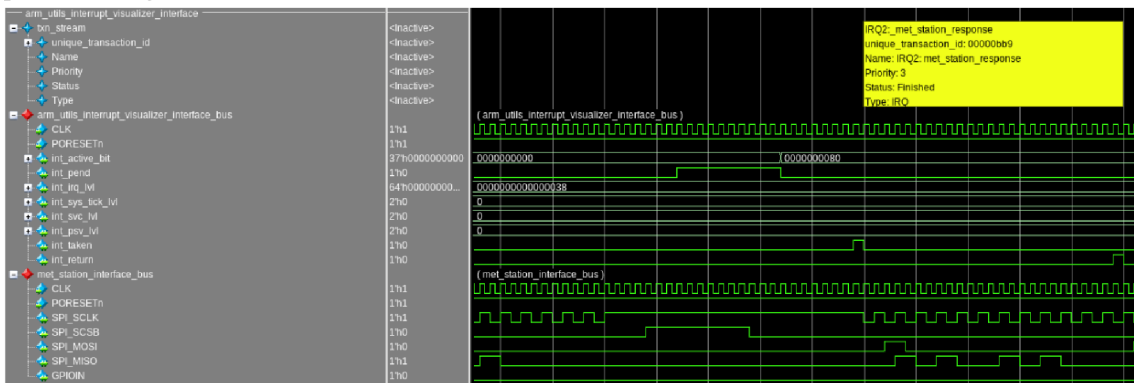 arm_utils_interrupt_visualizer_interface
txn_stream <Inactive>
unique_transaction_id <Inactive>
Name <Inactive>
Priority <Inactive>
Status <Inactive>
Type <Inactive>
IRQ2:_met_station_response
unique_transaction_id: 00000bb9
Name: IRQ2: met_station_response
Priority: 3
Status: Finished
Type: IRQ
arm_utils_interrupt_visualizer_interface_bus ( arm_utils_interrupt_visualizer_interface_bus )
CLK 1'h1
PORESETn 1'h1
int_active_bit 37'h0000000000 0000000000 0000000080
int_pend 1'h0
int_irq_lvl 64'h00000000... 0000000000000038
int_sys_tick_lvl 2'h0 0
int_svc_lvl 2'h0 0
int_psv_lvl 2'h0 0
int_taken 1'h0
int_return 1'h0
met_station_interface_bus ( met_station_interface_bus )
CLK 1'h1
PORESETn 1'h1
SPI_SCLK 1'h1
SPI_SCSB 1'h0
SPI_MOSI 1'h0
SPI_MISO 1'h1
GPIOIN 1'h0